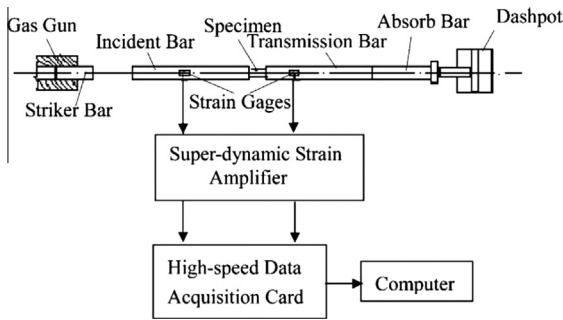 Gas Gun
Incident Bar
Specimen
Transmission Bar
Absorb Bar
Dashpot
Striker Bar
Strain Gages
Super-dynamic Strain
Amplifier
High-speed Data
Acquisition Card
Computer